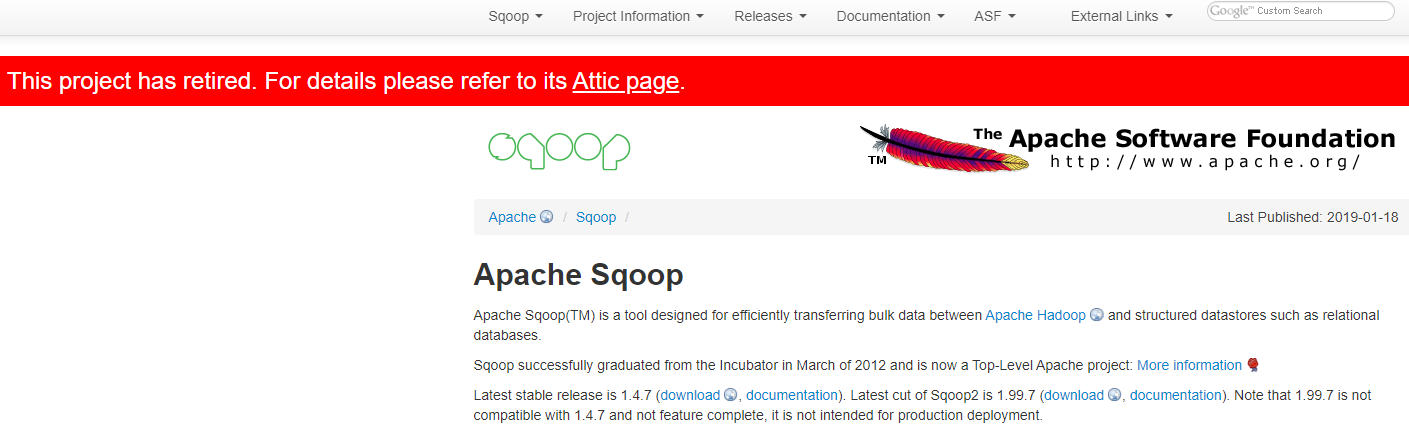 Sqoop Project Information Releases Documentation ASF External Links Google™ Custom Search
This project has retired. For details please refer to its Attic page.
sqoop
The Apache Software Foundation
TM http://www.apache.org/
Apache / Sqoop / Last Published: 2019-01-18
Apache Sqoop
Apache Sqoop(TM) is a tool designed for efficiently transferring bulk data between Apache Hadoop and structured datastores such as relational
databases.
Sqoop successfully graduated from the Incubator in March of 2012 and is now a Top-Level Apache project: More information
Latest stable release is 1.4.7 (download, documentation). Latest cut of Sqoop2 is 1.99.7 (download, documentation). Note that 1.99.7 is not
compatible with 1.4.7 and not feature complete, it is not intended for production deployment.